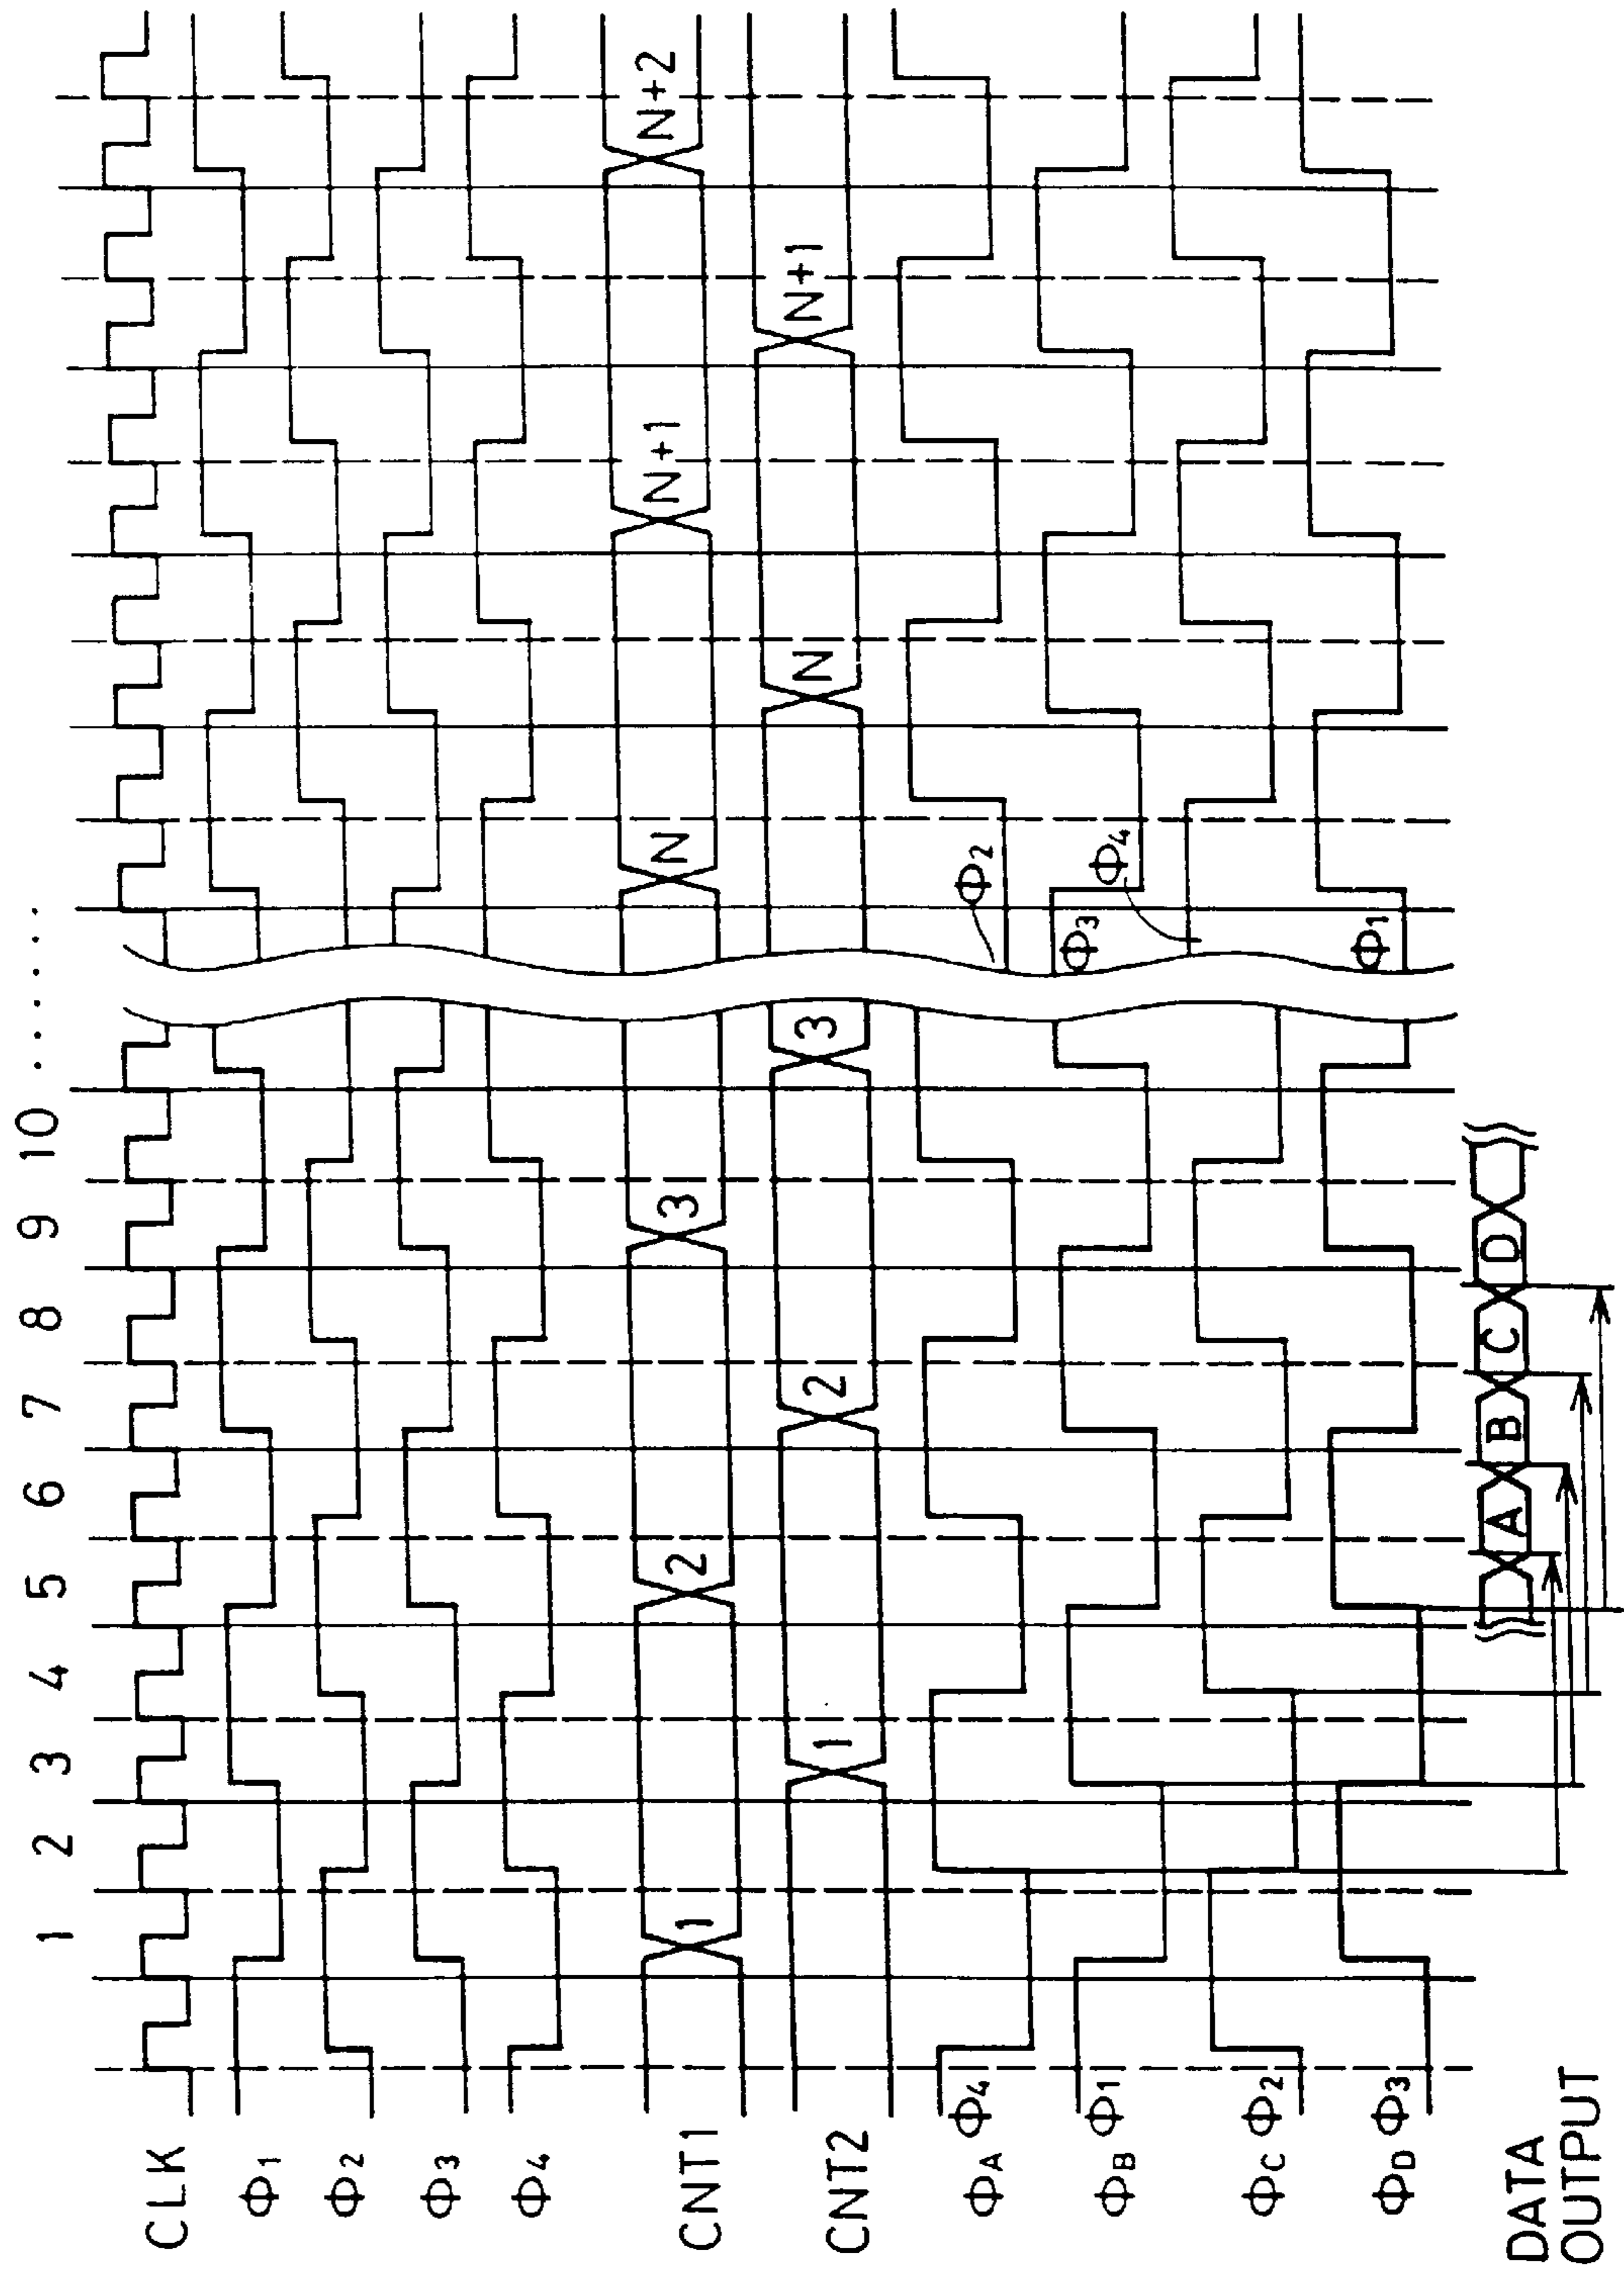 1 2 3 4 5 6 7 8 9 10 ......
CLK
Φ1
Φ2
Φ3
Φ4
CNT1 1 2 3 N N+1 N+2
CNT2 1 2 3 N N+1
ΦA Φ4 Φ2
ΦB Φ1 Φ3
ΦC Φ2 Φ4
ΦD Φ3 Φ1
DATA
OUTPUT A B C D